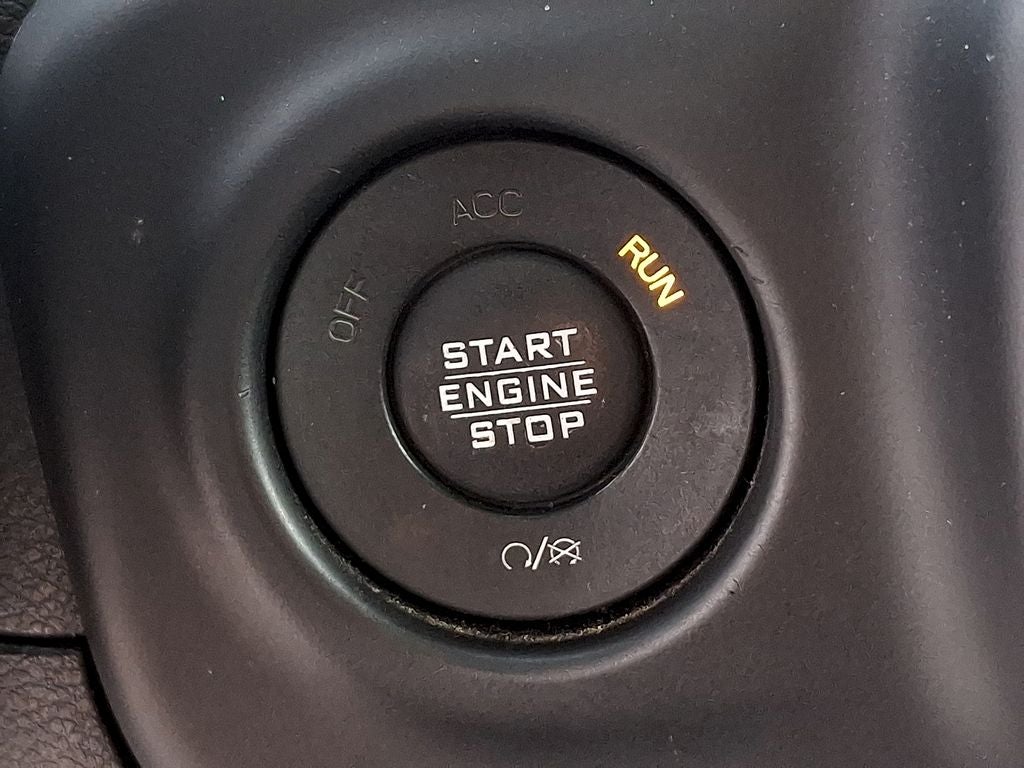 ACC
OFF
RUN
START
ENGINE
STOP